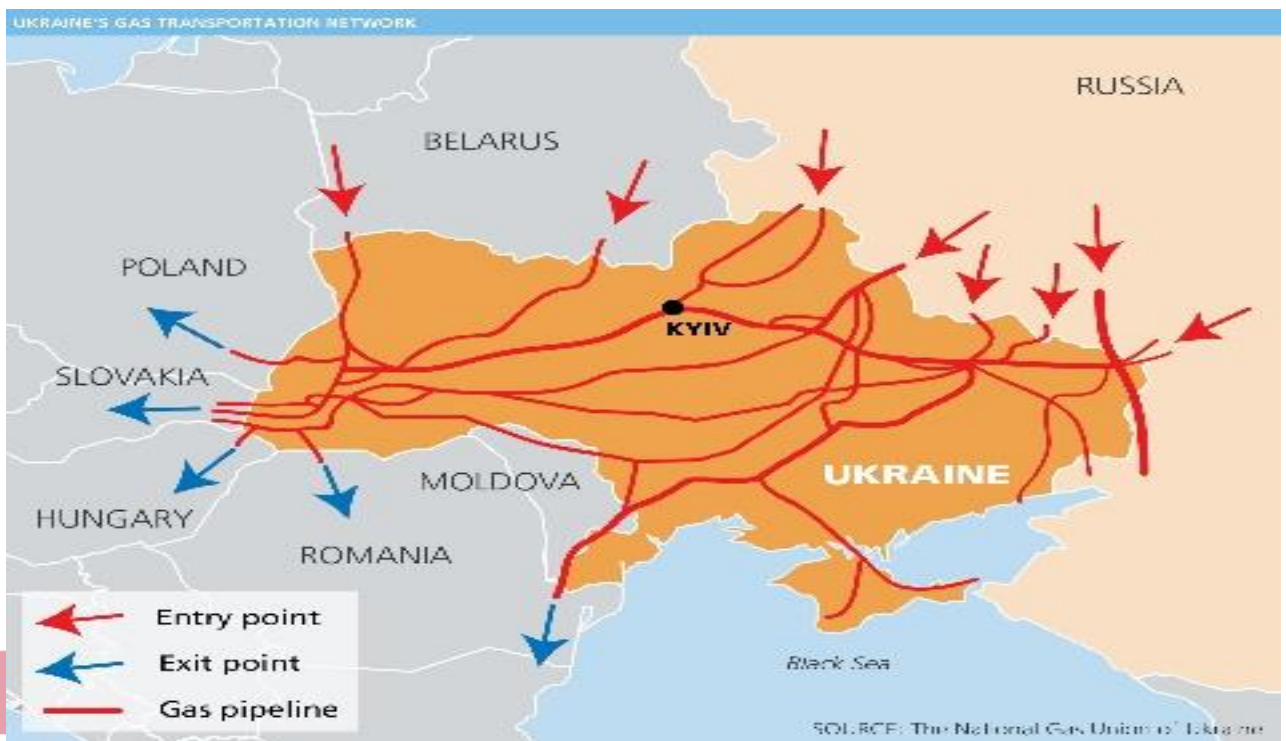 UKRAINE'S GAS TRANSPORTATION NETWORK
RUSSIA
BELARUS
POLAND
KYIV
SLOVAKIA
UKRAINE
MOLDOVA
HUNGARY
ROMANIA
Entry point
Exit point
Gas pipeline
Black Sea
SOURCE: The National Gas Union of Ukraine